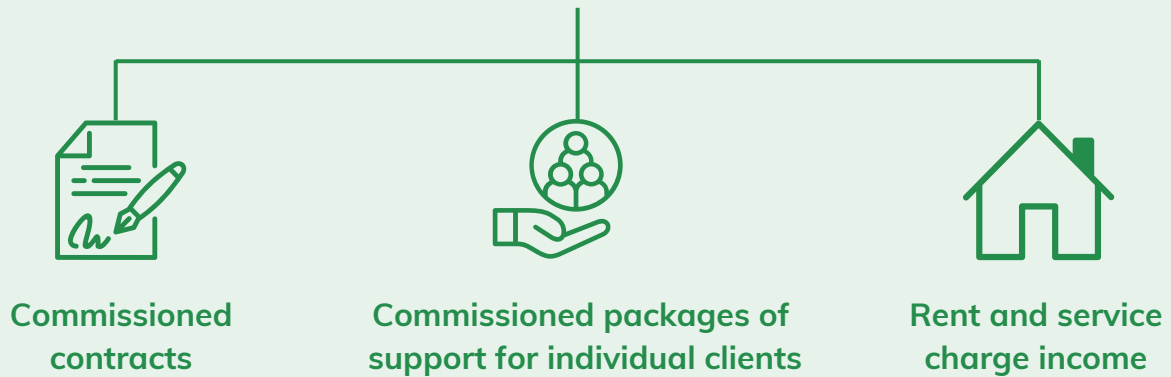 Commissioned
contracts
Commissioned packages of
support for individual clients
Rent and service
charge income